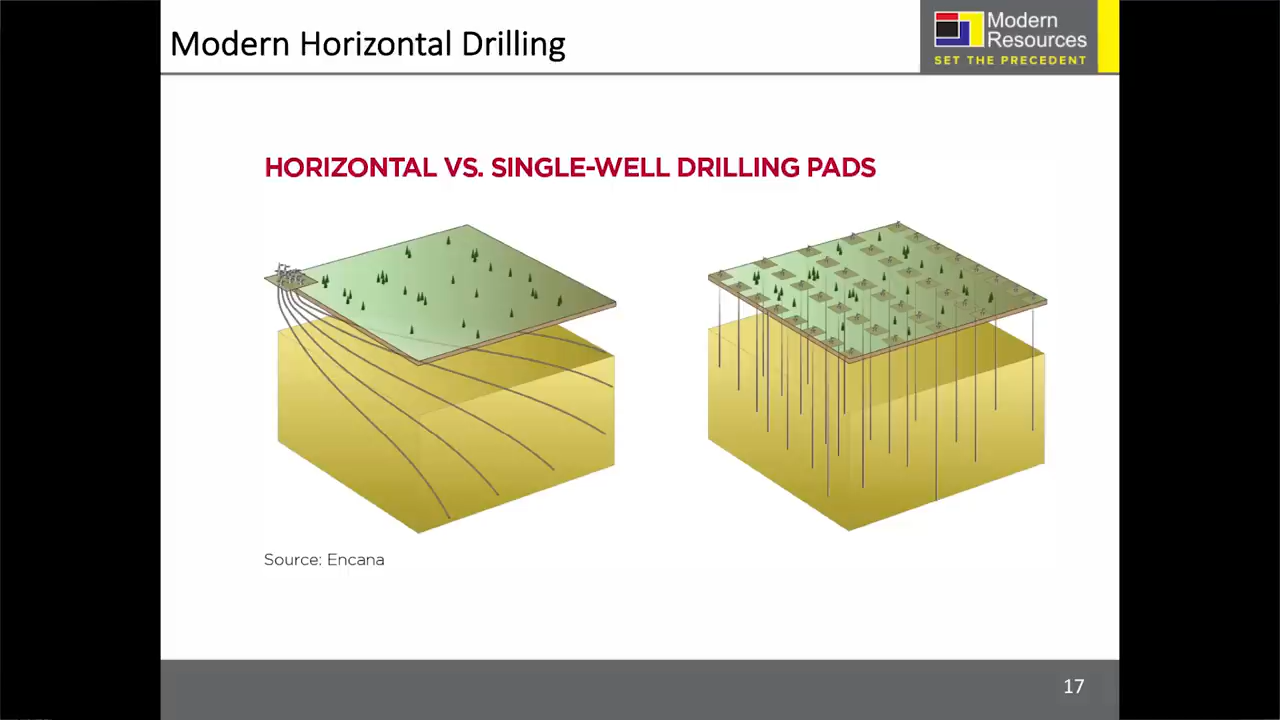 Modern Horizontal Drilling
Modern
Resources
SET THE PRECEDENT
HORIZONTAL VS. SINGLE-WELL DRILLING PADS
Source: Encana
17